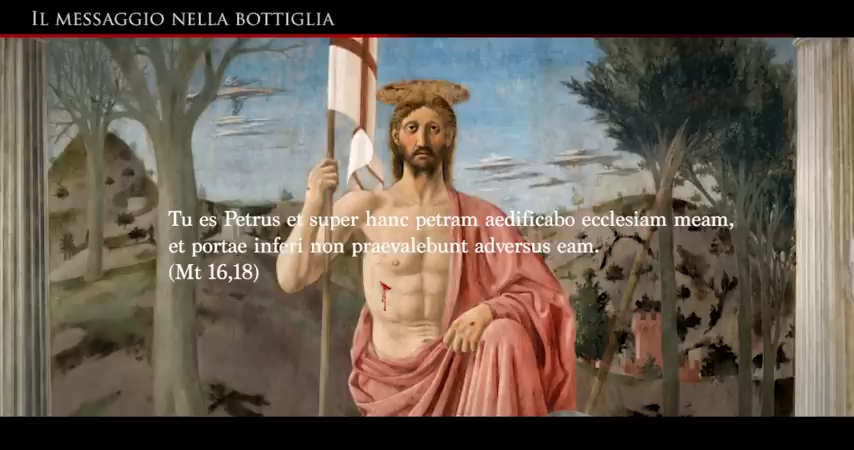 IL MESSAGGIO NELLA BOTTIGLIA
Tu es Petrus et super hanc petram aedificabo ecclesiam meam,
et portae inferi non praevalebunt adversus eam.
(Mt 16,18)